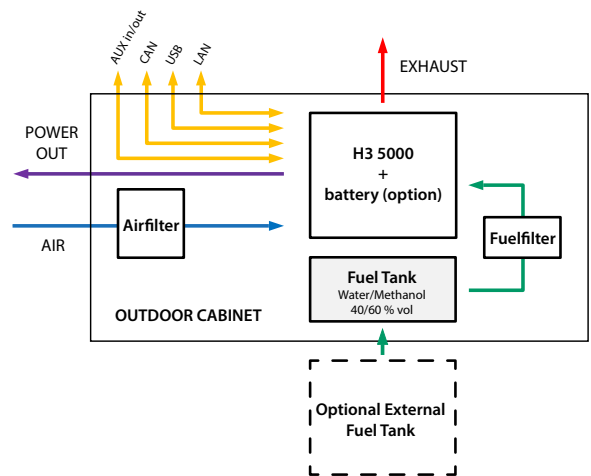 AUX in/out
CAN
USB
LAN
EXHAUST
POWER
OUT
H3 5000
+
battery (option)
Airfilter
AIR
Fuelfilter
Fuel Tank
Water/Methanol
40/60 % vol
OUTDOOR CABINET
Optional External
Fuel Tank